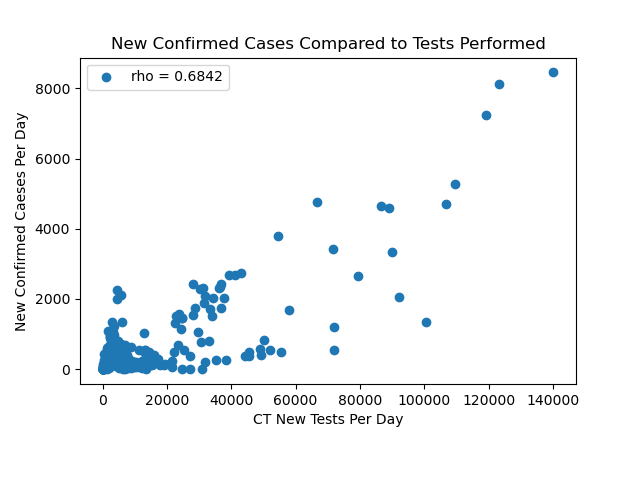 New Confirmed Cases Compared to Tests Performed
rho = 0.6842
8000
6000
4000
2000
0
New Confirmed Caeses Per Day
0 20000 40000 60000 80000 100000 120000 140000
CT New Tests Per Day